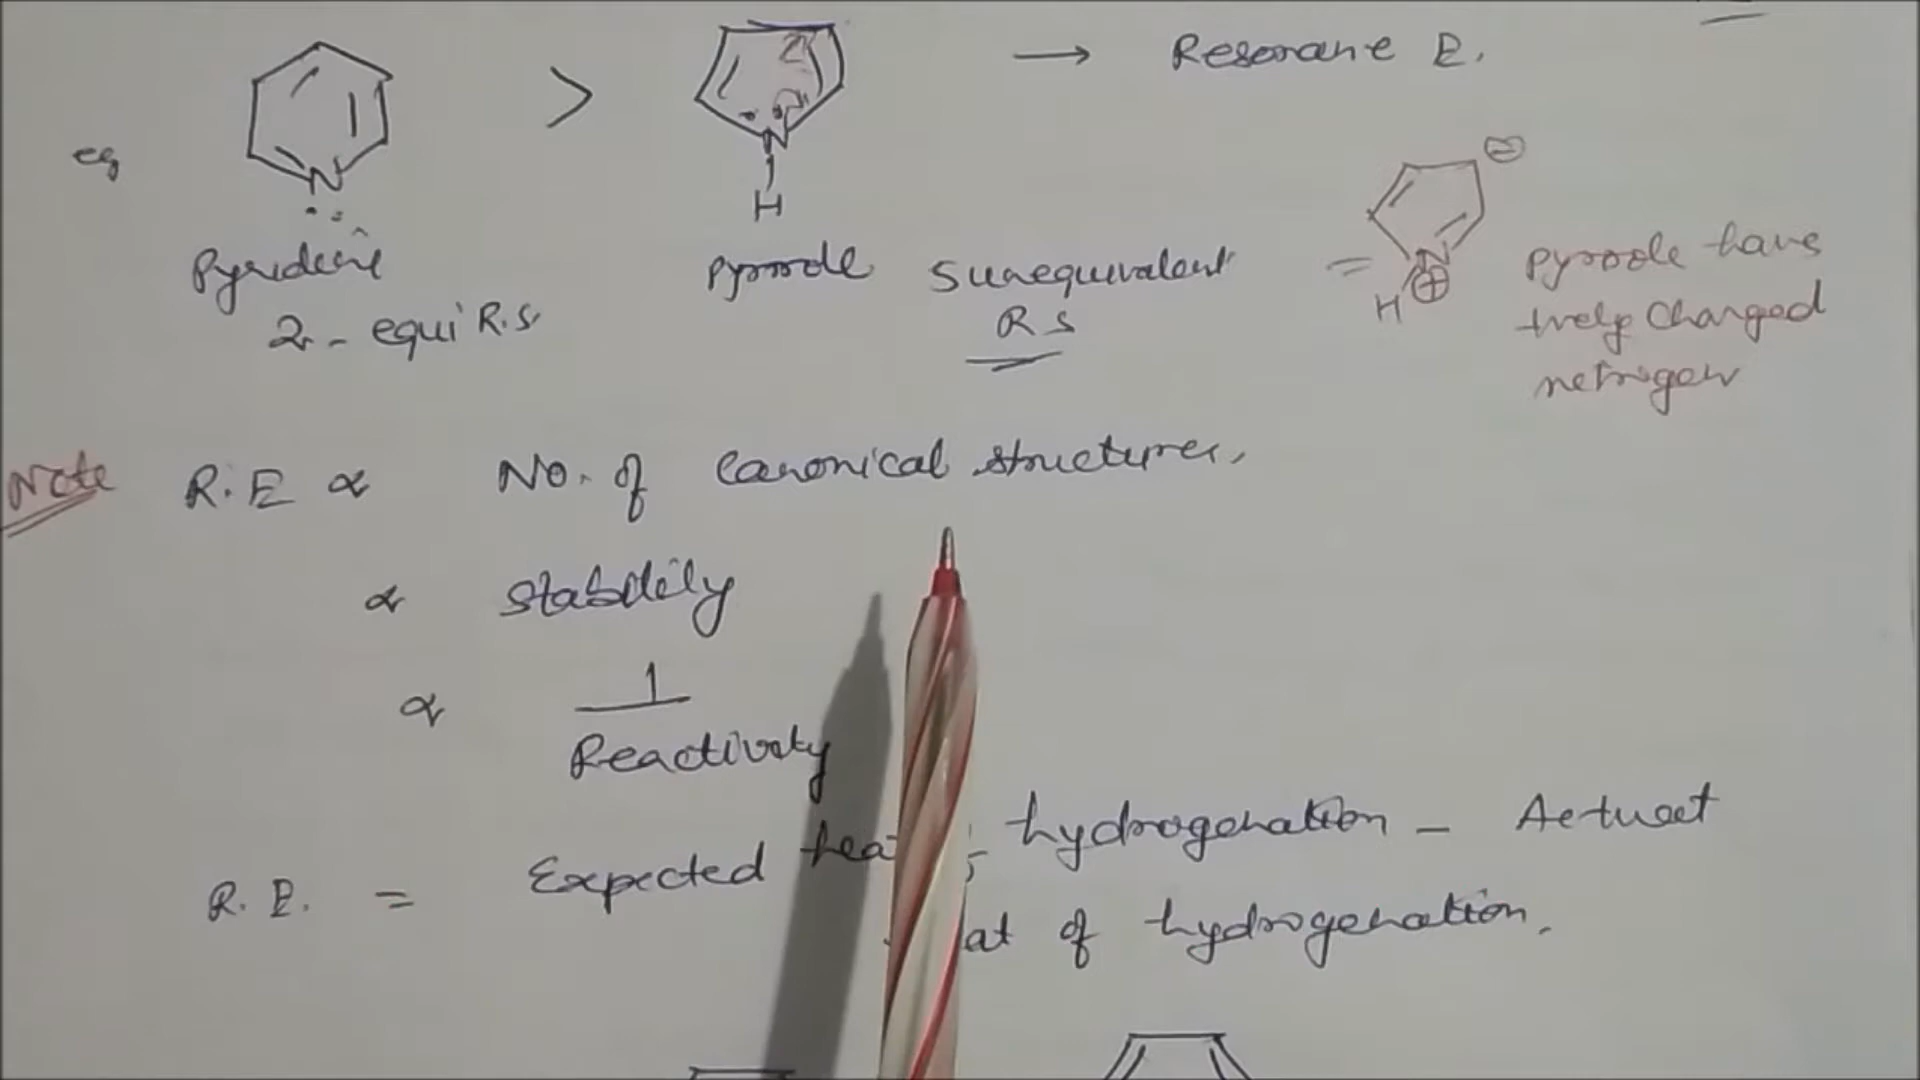 → Resonance E.
eg
N
>
N
H
Pyridine
2 - equi R.S.
Pyrrole
5 unequivalent
R S
=
⊖
N
H ⊕
Pyrrole have
+vely Charged
nitrogen
Note R.E ∝ No. of canonical structures.
∝ stability
∝ 1
Reactivity
R.E. = Expected hea hydrogenation - Actual
at of hydrogenation.